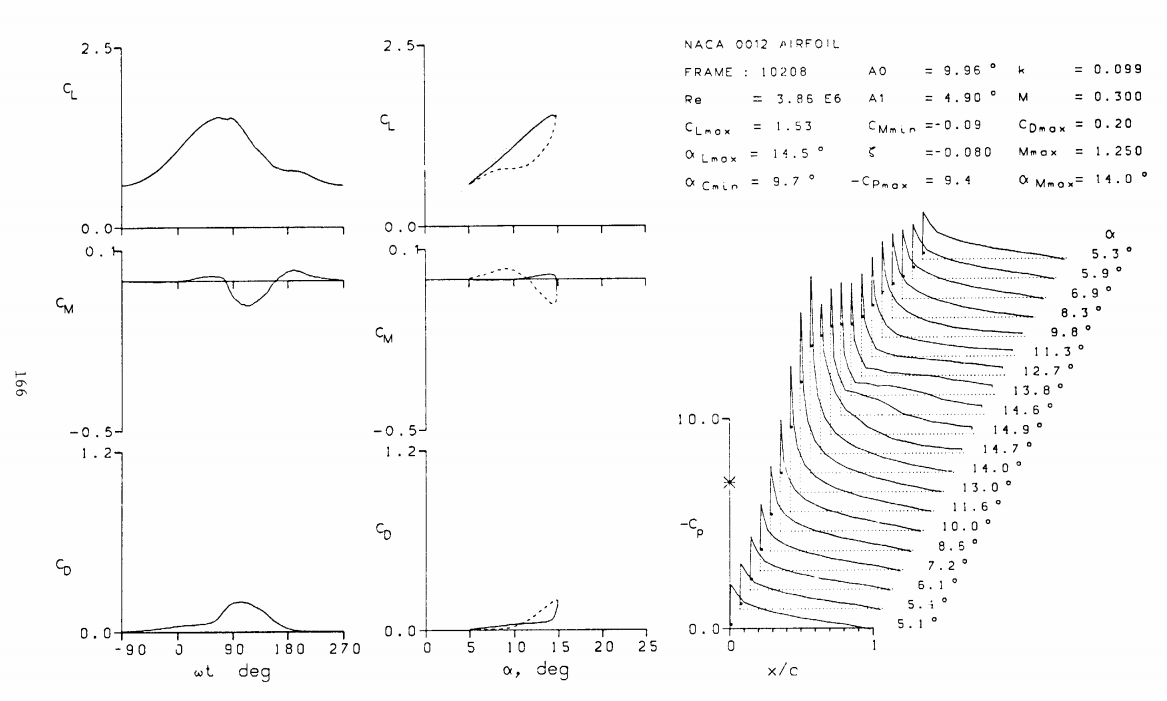 NACA 0012 AIRFOIL
FRAME : 10208 A0 = 9.96 ° k = 0.099
Re = 3.86 E6 A1 = 4.90 ° M = 0.300
CLmax = 1.53 CMmin =-0.09 CDmax = 0.20
αLmax = 14.5 ° ζ =-0.080 Mmax = 1.250
αCmin = 9.7 ° -CPmax = 9.4 αMmax= 14.0 °
2.5
CL
0.0
2.5
CL
0.0
0.1
CM
-0.5
0.1
CM
-0.5
1.2
CD
0.0
-90 0 90 180 270
ωt deg
1.2
CD
0.0
0 5 10 15 20 25
α, deg
α
5.3 °
5.9 °
6.9 °
8.3 °
9.8 °
11.3 °
12.7 °
13.8 °
14.6 °
14.9 °
14.7 °
14.0 °
13.0 °
11.6 °
10.0 °
8.5 °
7.2 °
6.1 °
5.1 °
10.0
-Cp
0.0
0 1
x/c
166